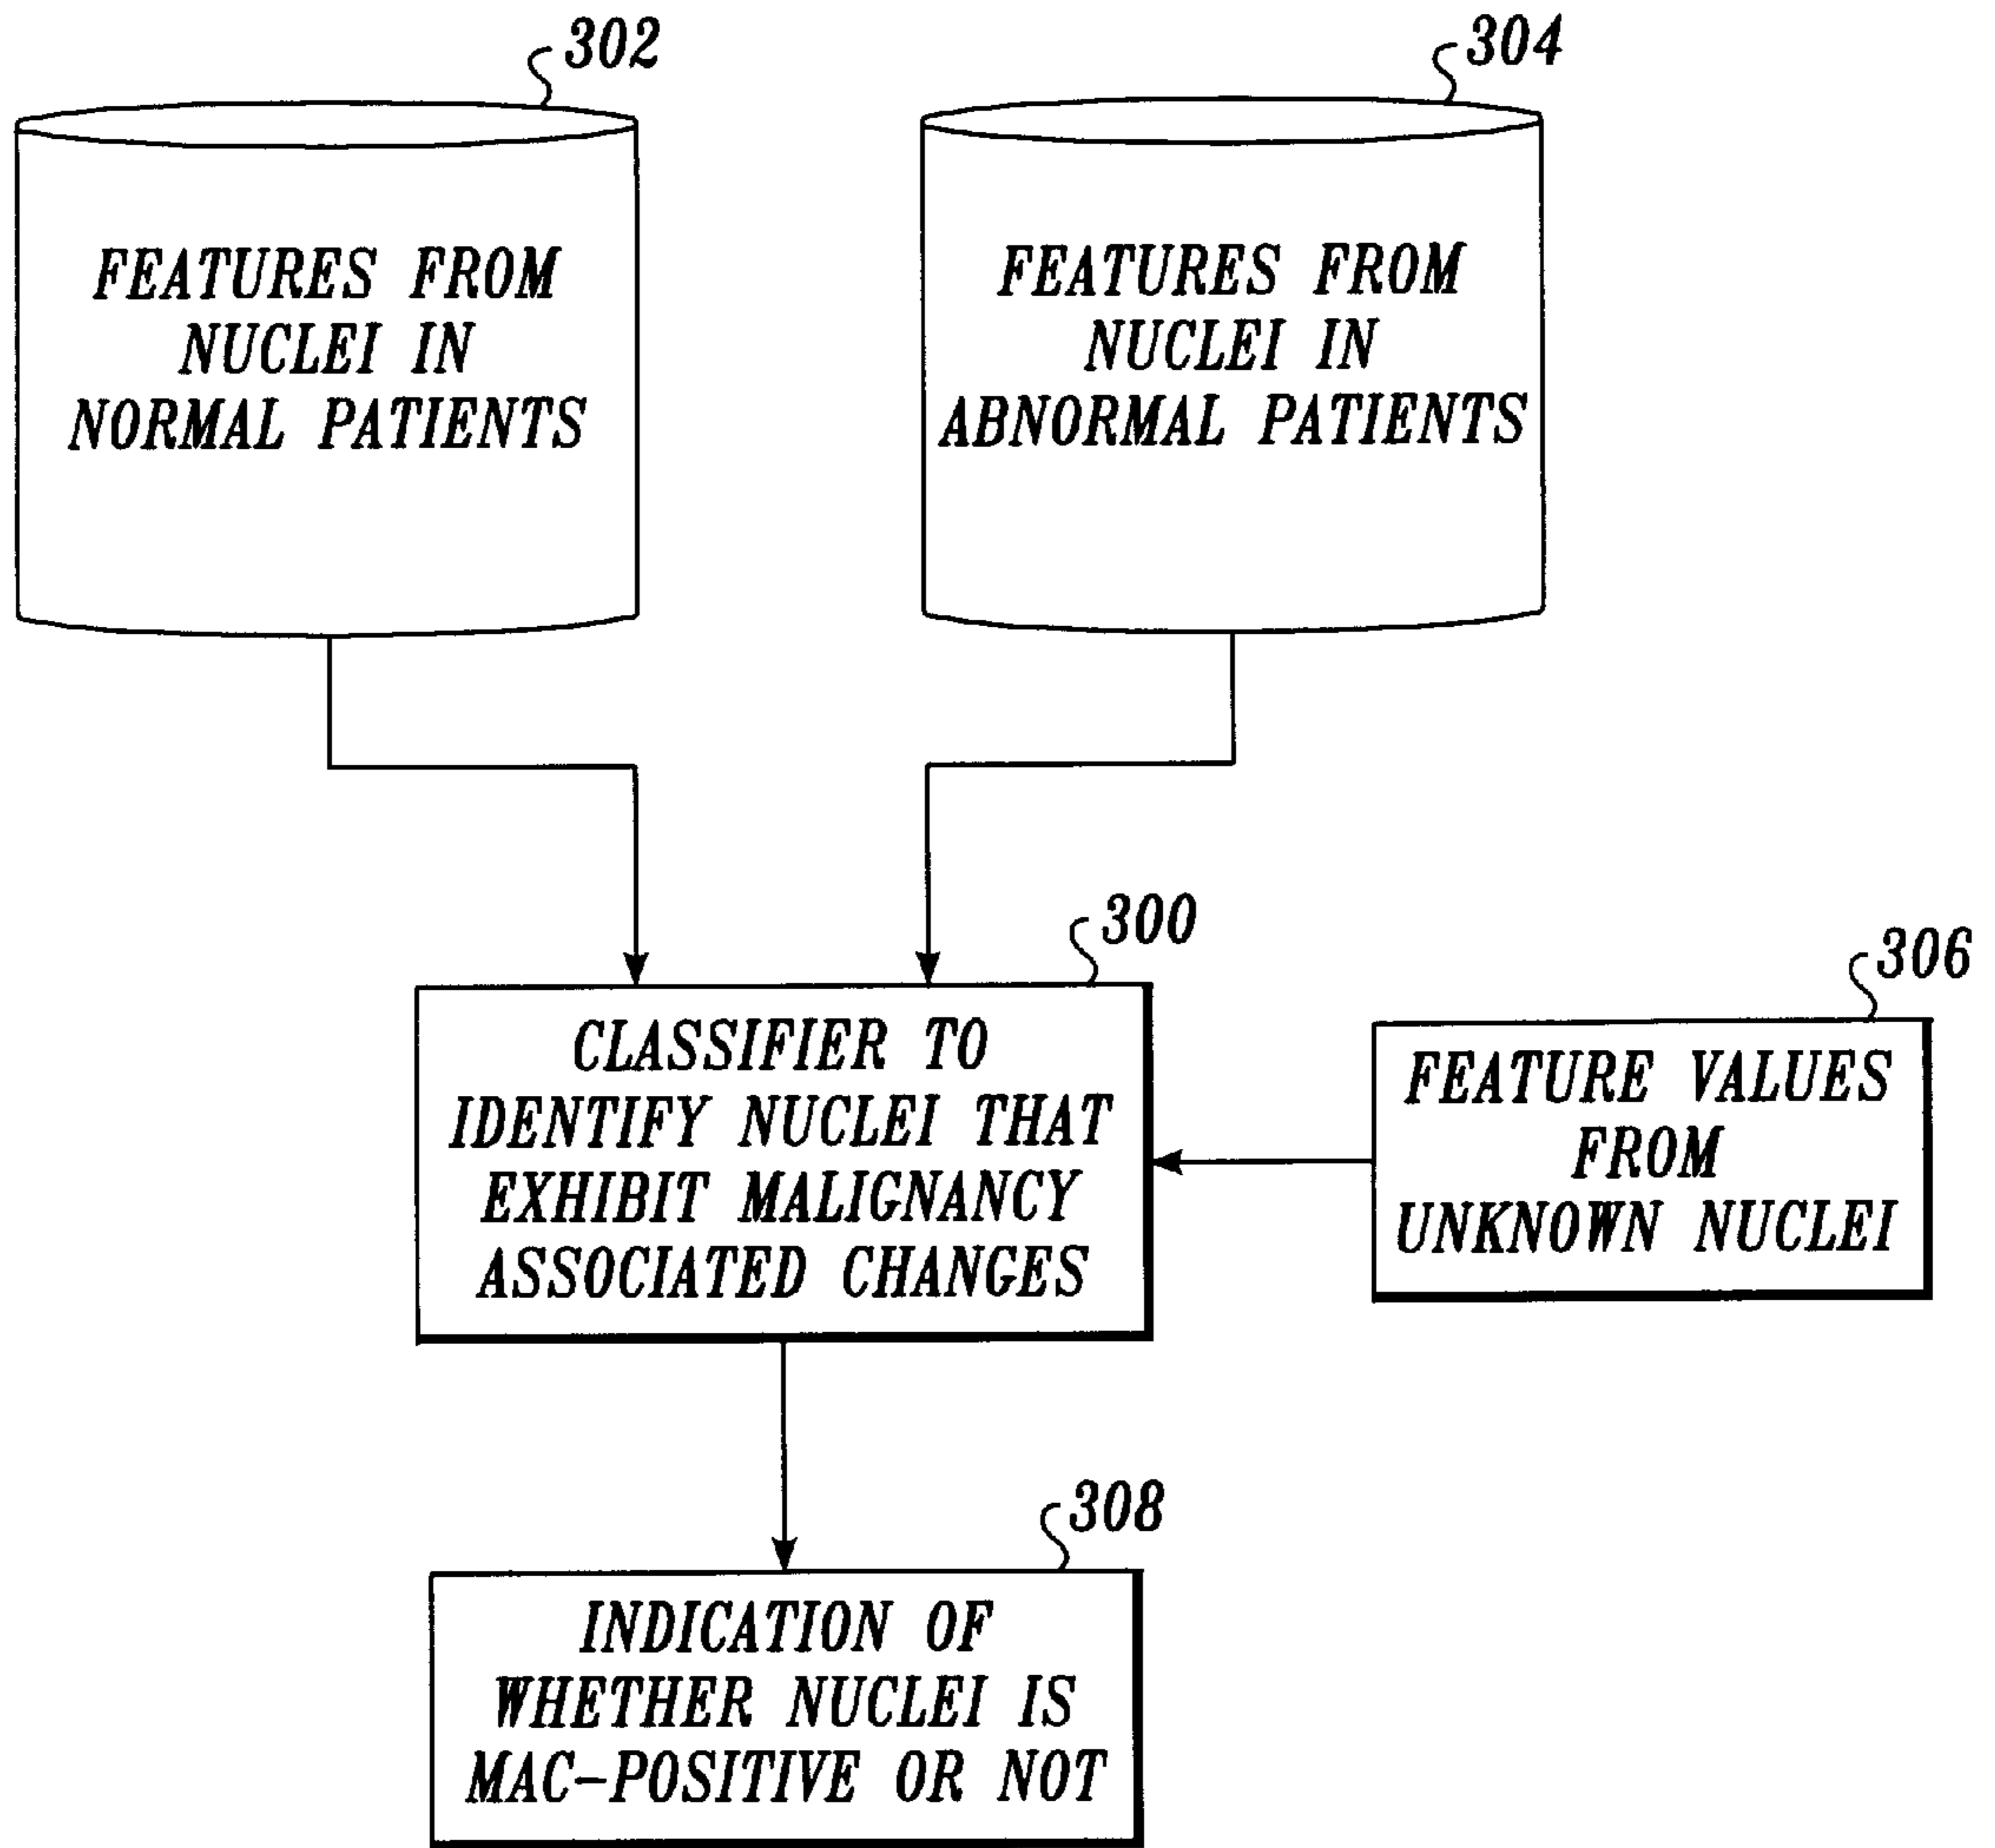 302
304
FEATURES FROM
NUCLEI IN
NORMAL PATIENTS
FEATURES FROM
NUCLEI IN
ABNORMAL PATIENTS
300
306
CLASSIFIER TO
IDENTIFY NUCLEI THAT
EXHIBIT MALIGNANCY
ASSOCIATED CHANGES
FEATURE VALUES
FROM
UNKNOWN NUCLEI
308
INDICATION OF
WHETHER NUCLEI IS
MAC-POSITIVE OR NOT